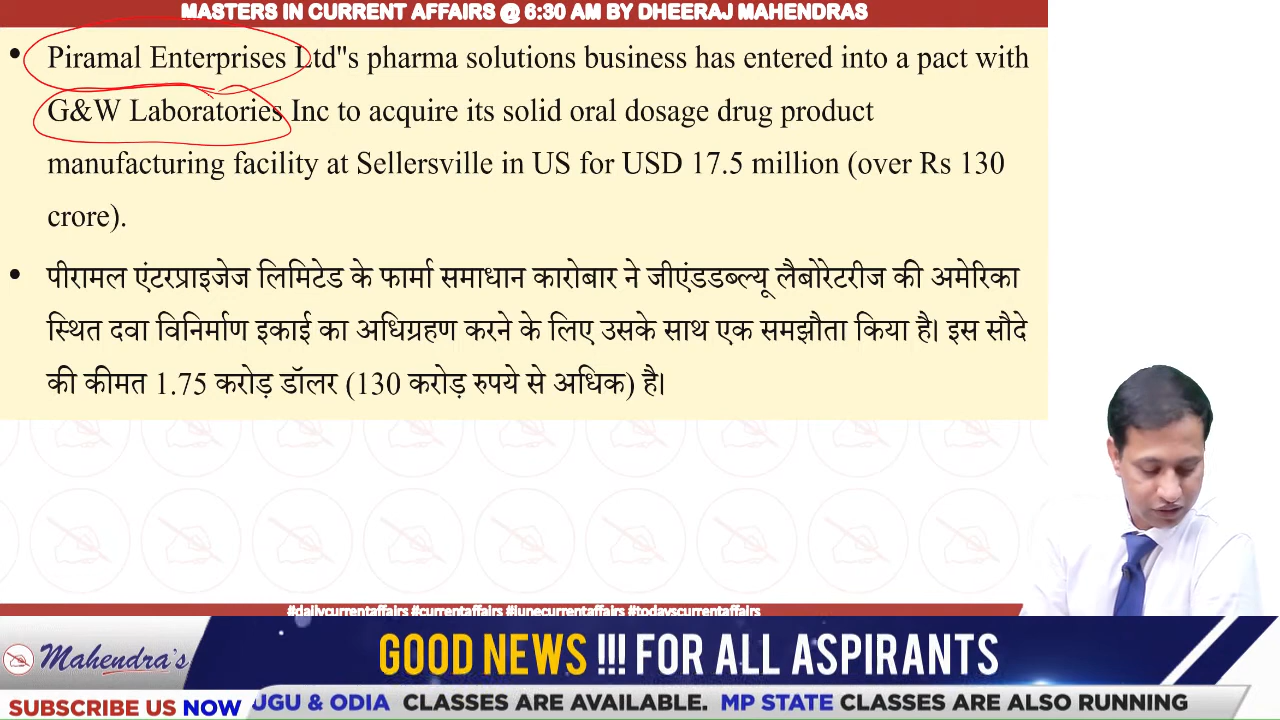 MASTERS IN CURRENT AFFAIRS @ 6:30 AM BY DHEERAJ MAHENDRAS
• Piramal Enterprises Ltd"s pharma solutions business has entered into a pact with
G&W Laboratories Inc to acquire its solid oral dosage drug product
manufacturing facility at Sellersville in US for USD 17.5 million (over Rs 130
crore).
• पीरामल एंटरप्राइजेज लिमिटेड के फार्मा समाधान कारोबार ने जीएंडडब्ल्यू लैबोरेटरीज की अमेरिका
स्थित दवा विनिर्माण इकाई का अधिग्रहण करने के लिए उसके साथ एक समझौता किया है। इस सौदे
की कीमत 1.75 करोड़ डॉलर (130 करोड़ रुपये से अधिक) है।
#dailycurrentaffairs #currentaffairs #junecurrentaffairs #todayscurrentaffairs
Mahendra's
GOOD NEWS !!! FOR ALL ASPIRANTS
SUBSCRIBE US NOW
UGU & ODIA CLASSES ARE AVAILABLE. MP STATE CLASSES ARE ALSO RUNNING